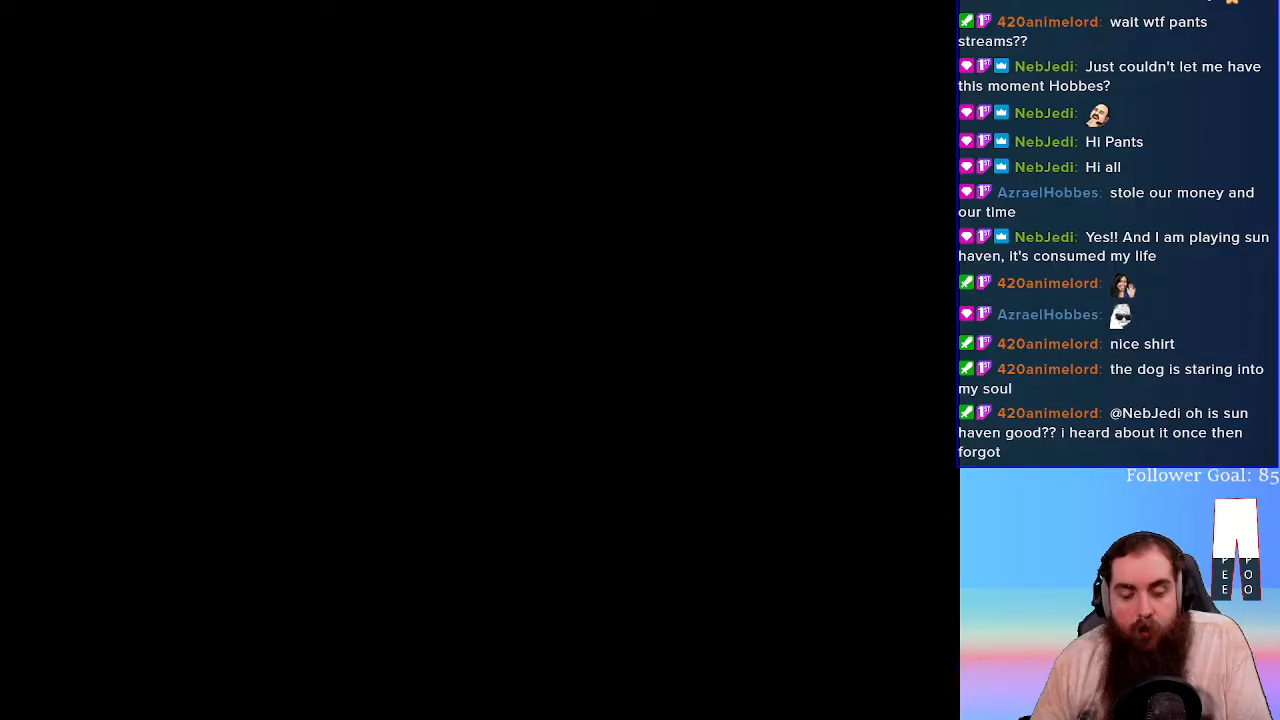 420animelord: wait wtf pants
streams??
NebJedi: Just couldn't let me have
this moment Hobbes?
NebJedi:
NebJedi: Hi Pants
NebJedi: Hi all
AzraelHobbes: stole our money and
our time
NebJedi: Yes!! And I am playing sun
haven, it's consumed my life
420animelord:
AzraelHobbes:
420animelord: nice shirt
420animelord: the dog is staring into
my soul
420animelord: @NebJedi oh is sun
haven good?? i heard about it once then
forgot
Follower Goal: 85
P P
E O
E O